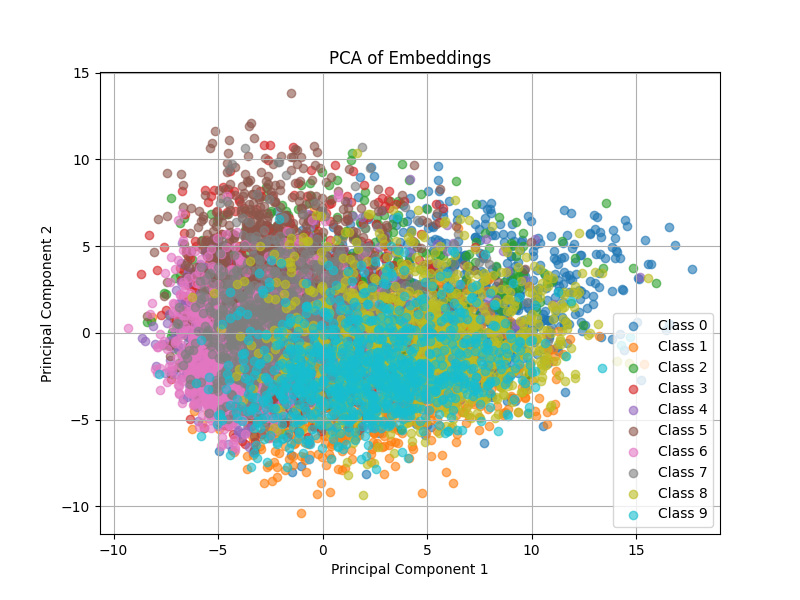 PCA of Embeddings
15
10
5
0
−5
−10
Principal Component 2
−10 −5 0 5 10 15
Principal Component 1
Class 0
Class 1
Class 2
Class 3
Class 4
Class 5
Class 6
Class 7
Class 8
Class 9